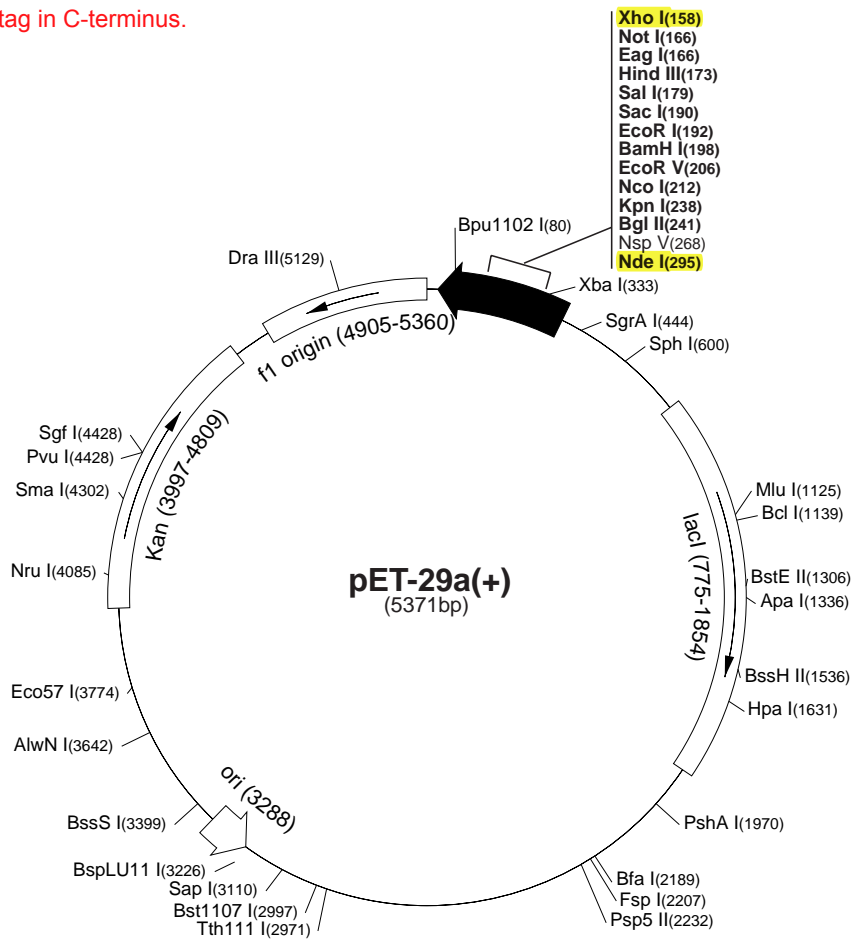 tag in C-terminus.
Xho I(158)
Not I(166)
Eag I(166)
Hind III(173)
Sal I(179)
Sac I(190)
EcoR I(192)
BamH I(198)
EcoR V(206)
Nco I(212)
Kpn I(238)
Bgl II(241)
Nsp V(268)
Nde I(295)
Bpu1102 I(80)
Dra III(5129)
Xba I(333)
SgrA I(444)
Sph I(600)
f1 origin (4905-5360)
Sgf I(4428)
Pvu I(4428)
Sma I(4302)
Kan (3997-4809)
Nru I(4085)
Mlu I(1125)
Bcl I(1139)
lacI (775-1854)
BstE II(1306)
Apa I(1336)
pET-29a(+)
(5371bp)
BssH II(1536)
Hpa I(1631)
Eco57 I(3774)
AlwN I(3642)
ori (3288)
BssS I(3399)
PshA I(1970)
BspLU11 I(3226)
Sap I(3110)
Bst1107 I(2997)
Tth111 I(2971)
Bfa I(2189)
Fsp I(2207)
Psp5 II(2232)